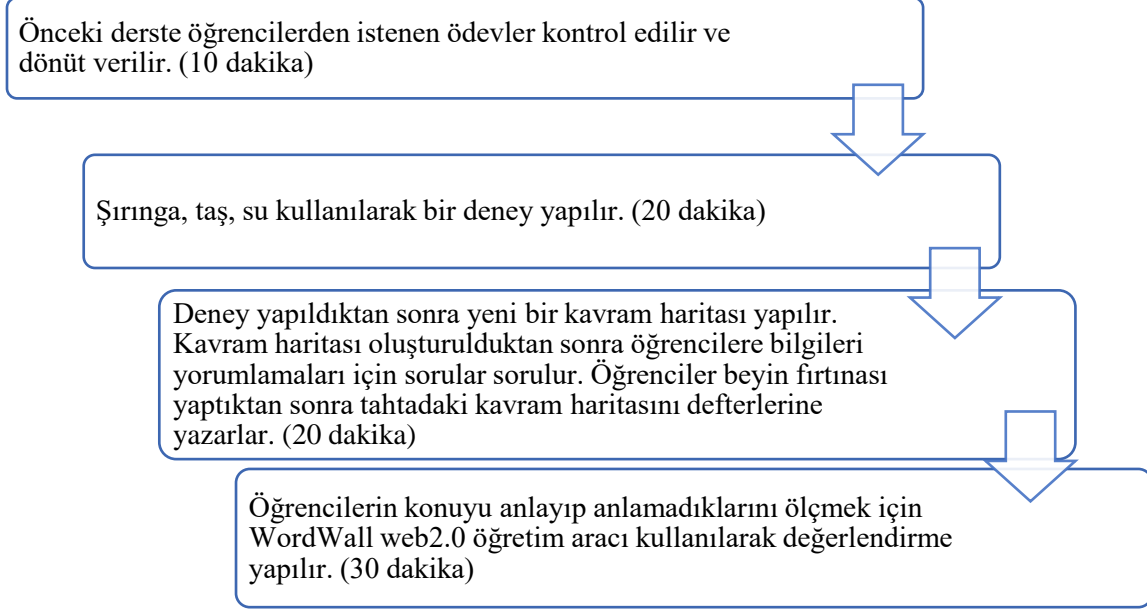 Önceki derste öğrencilerden istenen ödevler kontrol edilir ve
dönüt verilir. (10 dakika)
Şırınga, taş, su kullanılarak bir deney yapılır. (20 dakika)
Deney yapıldıktan sonra yeni bir kavram haritası yapılır.
Kavram haritası oluşturulduktan sonra öğrencilere bilgileri
yorumlamaları için sorular sorulur. Öğrenciler beyin fırtınası
yaptıktan sonra tahtadaki kavram haritasını defterlerine
yazarlar. (20 dakika)
Öğrencilerin konuyu anlayıp anlamadıklarını ölçmek için
WordWall web2.0 öğretim aracı kullanılarak değerlendirme
yapılır. (30 dakika)